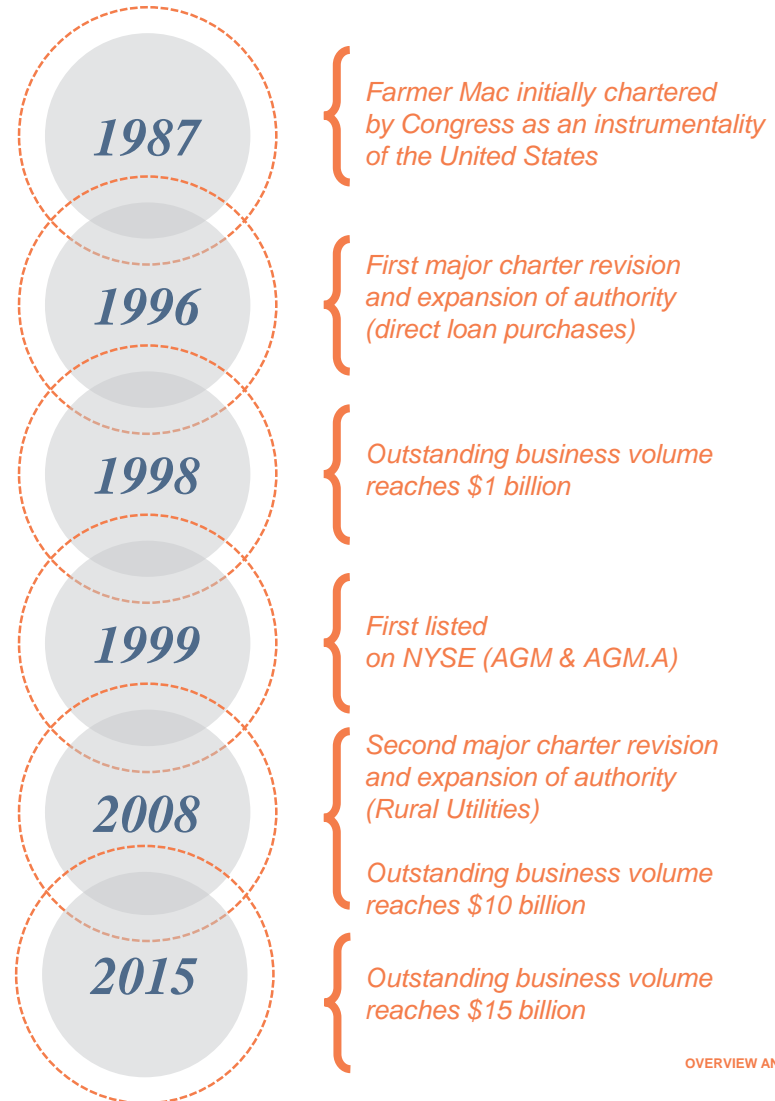 1987
Farmer Mac initially chartered
by Congress as an instrumentality
of the United States
1996
First major charter revision
and expansion of authority
(direct loan purchases)
1998
Outstanding business volume
reaches $1 billion
1999
First listed
on NYSE (AGM & AGM.A)
2008
Second major charter revision
and expansion of authority
(Rural Utilities)
Outstanding business volume
reaches $10 billion
2015
Outstanding business volume
reaches $15 billion
OVERVIEW AN